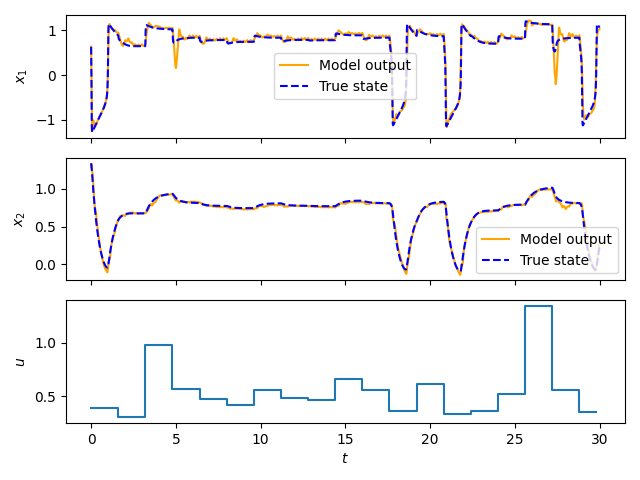 1
0
−1
x₁
Model output
True state
1.0
0.5
0.0
x₂
Model output
True state
1.0
0.5
u
0 5 10 15 20 25 30
t